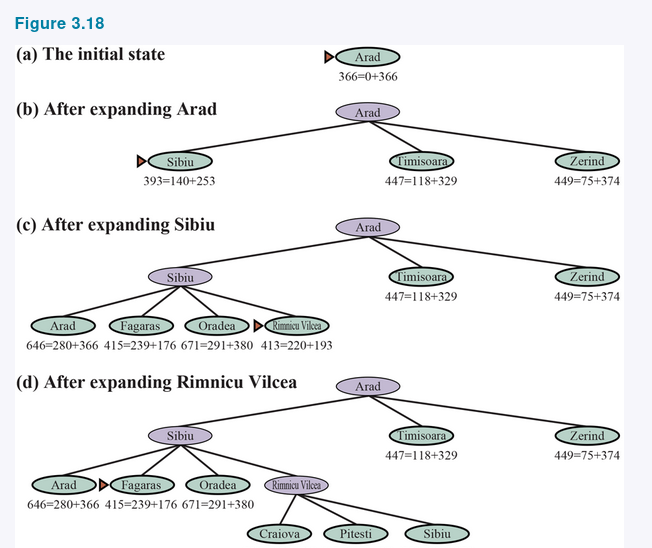 Figure 3.18
(a) The initial state
Arad
366=0+366
(b) After expanding Arad
Arad
Sibiu
Timisoara
Zerind
393=140+253
447=118+329
449=75+374
(c) After expanding Sibiu
Arad
Sibiu
Timisoara
Zerind
447=118+329
449=75+374
Arad
Fagaras
Oradea
Rimnicu Vilcea
646=280+366
415=239+176
671=291+380
413=220+193
(d) After expanding Rimnicu Vilcea
Arad
Sibiu
Timisoara
Zerind
447=118+329
449=75+374
Arad
Fagaras
Oradea
Rimnicu Vilcea
646=280+366
415=239+176
671=291+380
Craiova
Pitesti
Sibiu